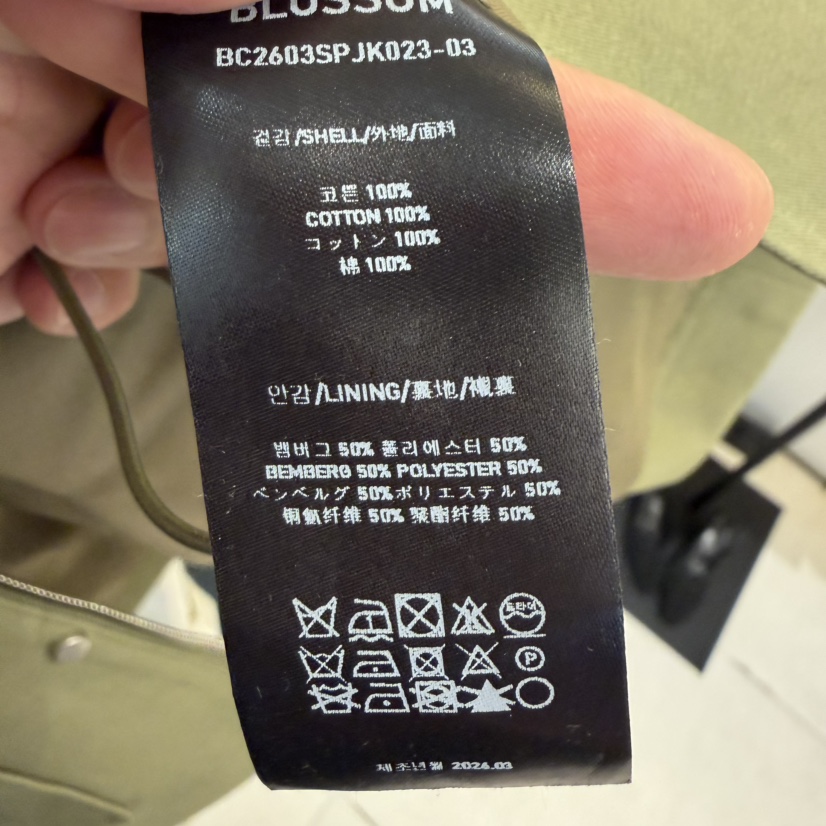 BLOSSOM
BC2603SPJK023-03
겉감/SHELL/外地/面料
코튼 100%
COTTON 100%
コットン 100%
棉 100%
안감/LINING/裏地/襯裏
벰버그 50% 폴리에스터 50%
BEMBERG 50% POLYESTER 50%
ベンベルグ 50%ポリエステル 50%
铜氨纤维 50% 聚酯纤维 50%
드라이
P
제조년월 2026.03